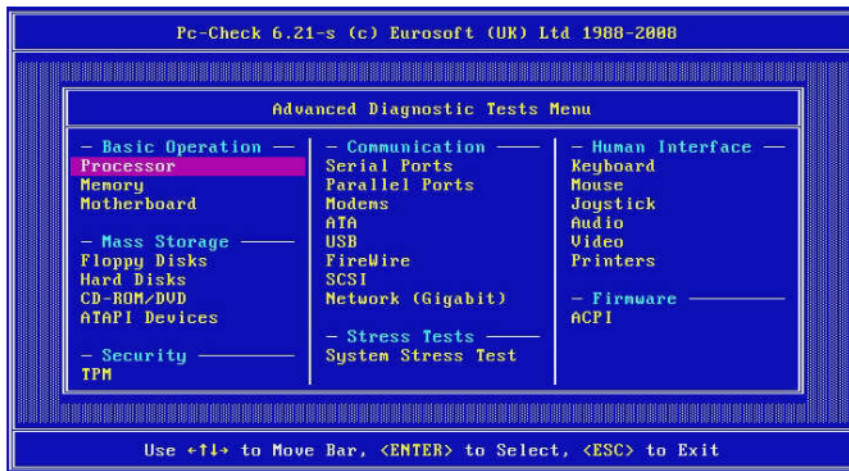 Pc-Check 6.21-s (c) Eurosoft (UK) Ltd 1988-2008
Advanced Diagnostic Tests Menu
- Basic Operation -
Processor
Memory
Motherboard
- Mass Storage -
Floppy Disks
Hard Disks
CD-ROM/DVD
ATAPI Devices
- Security -
TPM
- Communication -
Serial Ports
Parallel Ports
Modems
ATA
USB
FireWire
SCSI
Network (Gigabit)
- Stress Tests -
System Stress Test
- Human Interface -
Keyboard
Mouse
Joystick
Audio
Video
Printers
- Firmware -
ACPI
Use ←↑↓→ to Move Bar, <ENTER> to Select, <ESC> to Exit